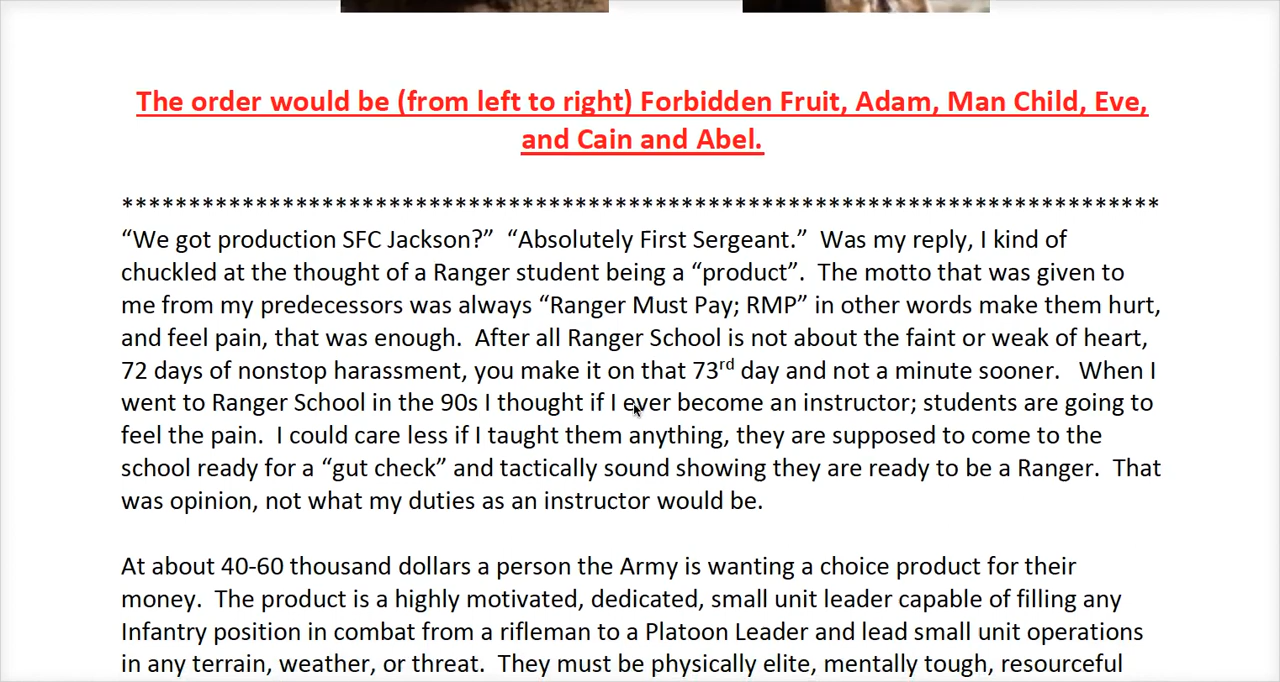 The order would be (from left to right) Forbidden Fruit, Adam, Man Child, Eve,
and Cain and Abel.
******************************************************************************
“We got production SFC Jackson?”  “Absolutely First Sergeant.”  Was my reply, I kind of
chuckled at the thought of a Ranger student being a “product”.  The motto that was given to
me from my predecessors was always “Ranger Must Pay; RMP” in other words make them hurt,
and feel pain, that was enough.  After all Ranger School is not about the faint or weak of heart,
72 days of nonstop harassment, you make it on that 73rd day and not a minute sooner.   When I
went to Ranger School in the 90s I thought if I ever become an instructor; students are going to
feel the pain.  I could care less if I taught them anything, they are supposed to come to the
school ready for a “gut check” and tactically sound showing they are ready to be a Ranger.  That
was opinion, not what my duties as an instructor would be.
At about 40-60 thousand dollars a person the Army is wanting a choice product for their
money.  The product is a highly motivated, dedicated, small unit leader capable of filling any
Infantry position in combat from a rifleman to a Platoon Leader and lead small unit operations
in any terrain, weather, or threat.  They must be physically elite, mentally tough, resourceful